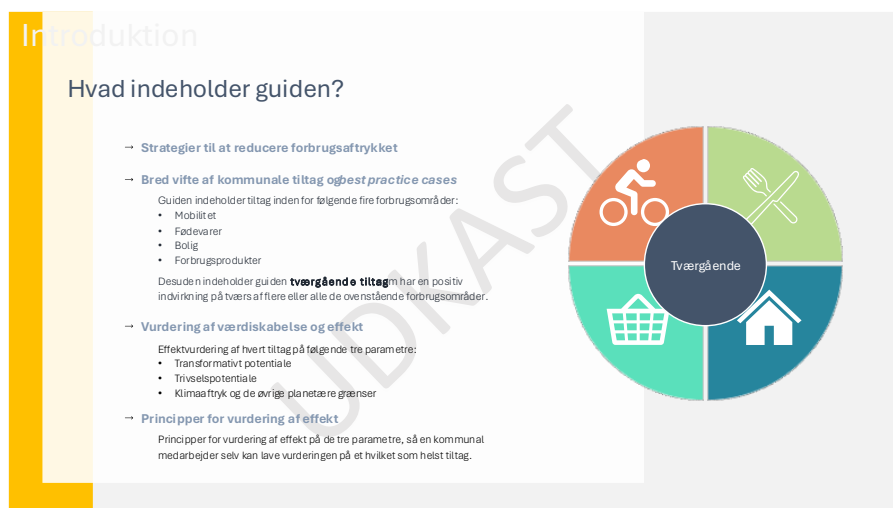 Introduktion
Hvad indeholder guiden?
→ Strategier til at reducere forbrugsaftrykket
→ Bred vifte af kommunale tiltag og best practice cases
Guiden indeholder tiltag inden for følgende fire forbrugsområder:
• Mobilitet
• Fødevarer
• Bolig
• Forbrugsprodukter
Desuden indeholder guiden tværgående tiltag m har en positiv
indvirkning på tværs af flere eller alle de ovenstående forbrugsområder.
→ Vurdering af værdiskabelse og effekt
Effektvurdering af hvert tiltag på følgende tre parametre:
• Transformativt potentiale
• Trivselspotentiale
• Klimaaftryk og de øvrige planetære grænser
→ Principper for vurdering af effekt
Principper for vurdering af effekt på de tre parametre, så en kommunal
medarbejder selv kan lave vurderingen på et hvilket som helst tiltag.
Tværgående
UDKAST